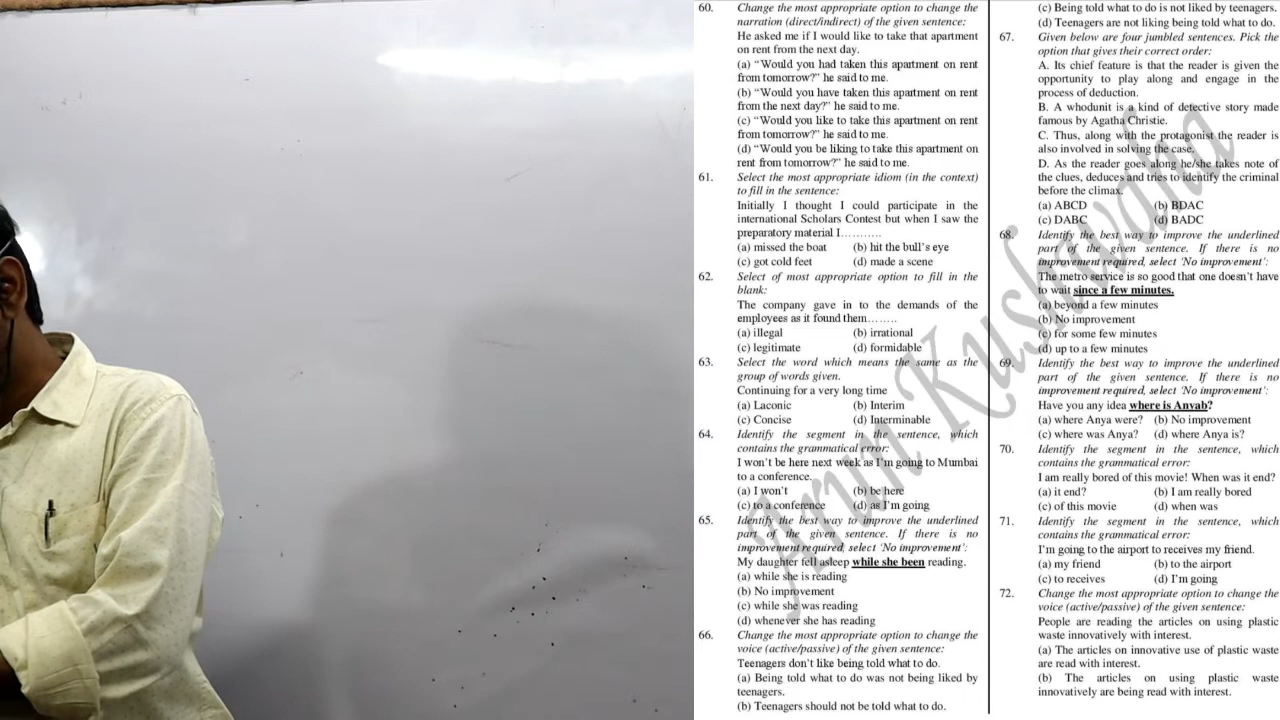 60. Change the most appropriate option to change the
narration (direct/indirect) of the given sentence:
He asked me if I would like to take that apartment
on rent from the next day.
(a) “Would you had taken this apartment on rent
from tomorrow?” he said to me.
(b) “Would you have taken this apartment on rent
from the next day?” he said to me.
(c) “Would you like to take this apartment on rent
from tomorrow?” he said to me.
(d) “Would you be liking to take this apartment on
rent from tomorrow?” he said to me.
61. Select the most appropriate idiom (in the context)
to fill in the sentence:
Initially I thought I could participate in the
international Scholars Contest but when I saw the
preparatory material I...........
(a) missed the boat (b) hit the bull's eye
(c) got cold feet (d) made a scene
62. Select of most appropriate option to fill in the
blank:
The company gave in to the demands of the
employees as it found them........
(a) illegal (b) irrational
(c) legitimate (d) formidable
63. Select the word which means the same as the
group of words given.
Continuing for a very long time
(a) Laconic (b) Interim
(c) Concise (d) Interminable
64. Identify the segment in the sentence, which
contains the grammatical error:
I won't be here next week as I'm going to Mumbai
to a conference.
(a) I won't (b) be here
(c) to a conference (d) as I'm going
65. Identify the best way to improve the underlined
part of the given sentence. If there is no
improvement required, select 'No improvement':
My daughter fell asleep while she been reading.
(a) while she is reading
(b) No improvement
(c) while she was reading
(d) whenever she has reading
66. Change the most appropriate option to change the
voice (active/passive) of the given sentence:
Teenagers don't like being told what to do.
(a) Being told what to do was not being liked by
teenagers.
(b) Teenagers should not be told what to do.
(c) Being told what to do is not liked by teenagers.
(d) Teenagers are not liking being told what to do.
67. Given below are four jumbled sentences. Pick the
option that gives their correct order:
A. Its chief feature is that the reader is given the
opportunity to play along and engage in the
process of deduction.
B. A whodunit is a kind of detective story made
famous by Agatha Christie.
C. Thus, along with the protagonist the reader is
also involved in solving the case.
D. As the reader goes along he/she takes note of
the clues, deduces and tries to identify the criminal
before the climax.
(a) ABCD (b) BDAC
(c) DABC (d) BADC
68. Identify the best way to improve the underlined
part of the given sentence. If there is no
improvement required, select 'No improvement':
The metro service is so good that one doesn't have
to wait since a few minutes.
(a) beyond a few minutes
(b) No improvement
(c) for some few minutes
(d) up to a few minutes
69. Identify the best way to improve the underlined
part of the given sentence. If there is no
improvement required, select 'No improvement':
Have you any idea where is Anyab?
(a) where Anya were? (b) No improvement
(c) where was Anya? (d) where Anya is?
70. Identify the segment in the sentence, which
contains the grammatical error:
I am really bored of this movie! When was it end?
(a) it end? (b) I am really bored
(c) of this movie (d) when was
71. Identify the segment in the sentence, which
contains the grammatical error:
I'm going to the airport to receives my friend.
(a) my friend (b) to the airport
(c) to receives (d) I'm going
72. Change the most appropriate option to change the
voice (active/passive) of the given sentence:
People are reading the articles on using plastic
waste innovatively with interest.
(a) The articles on innovative use of plastic waste
are read with interest.
(b) The articles on using plastic waste
innovatively are being read with interest.
Arun Kushwaha